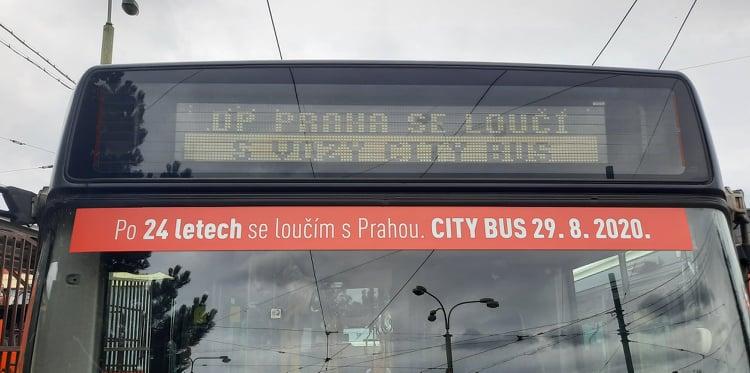 DP PRAHA SE LOUČÍ
S VOZY CITY BUS
Po 24 letech se loučím s Prahou. CITY BUS 29. 8. 2020.